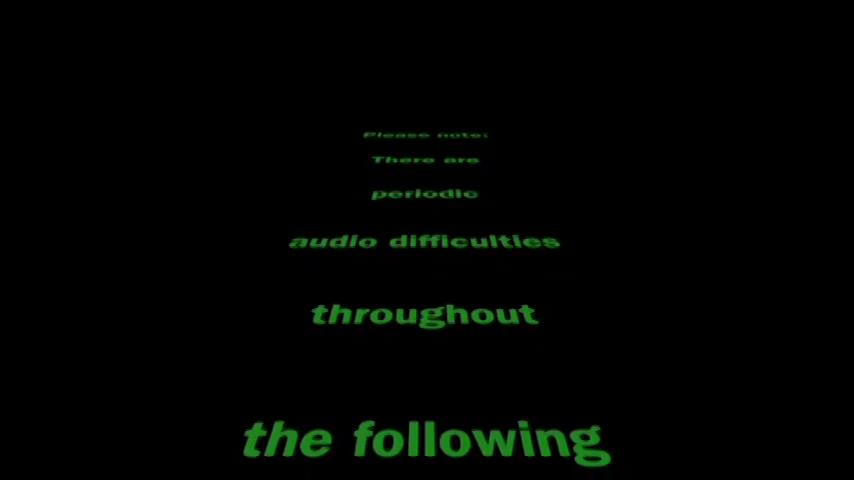 Please note:
There are
periodic
audio difficulties
throughout
the following